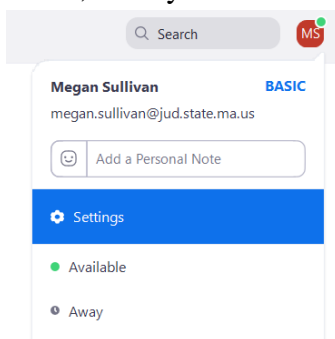 Search
MS
Megan Sullivan BASIC
megan.sullivan@jud.state.ma.us
Add a Personal Note
Settings
Available
Away